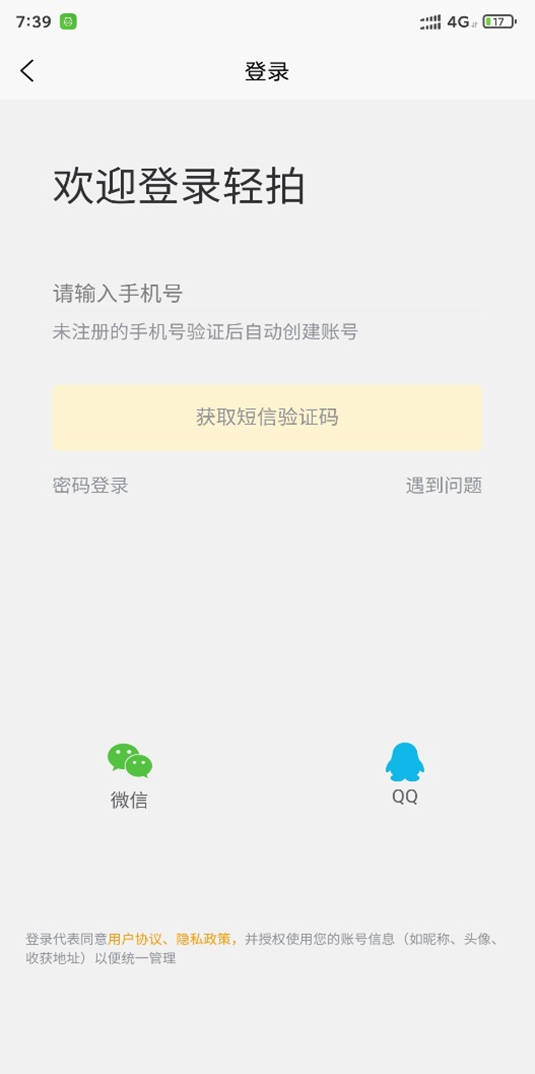 7:39
4G
17
登录
欢迎登录轻拍
请输入手机号
未注册的手机号验证后自动创建账号
获取短信验证码
密码登录 遇到问题
微信 QQ
登录代表同意用户协议、隐私政策，并授权使用您的账号信息（如昵称、头像、
收获地址）以便统一管理